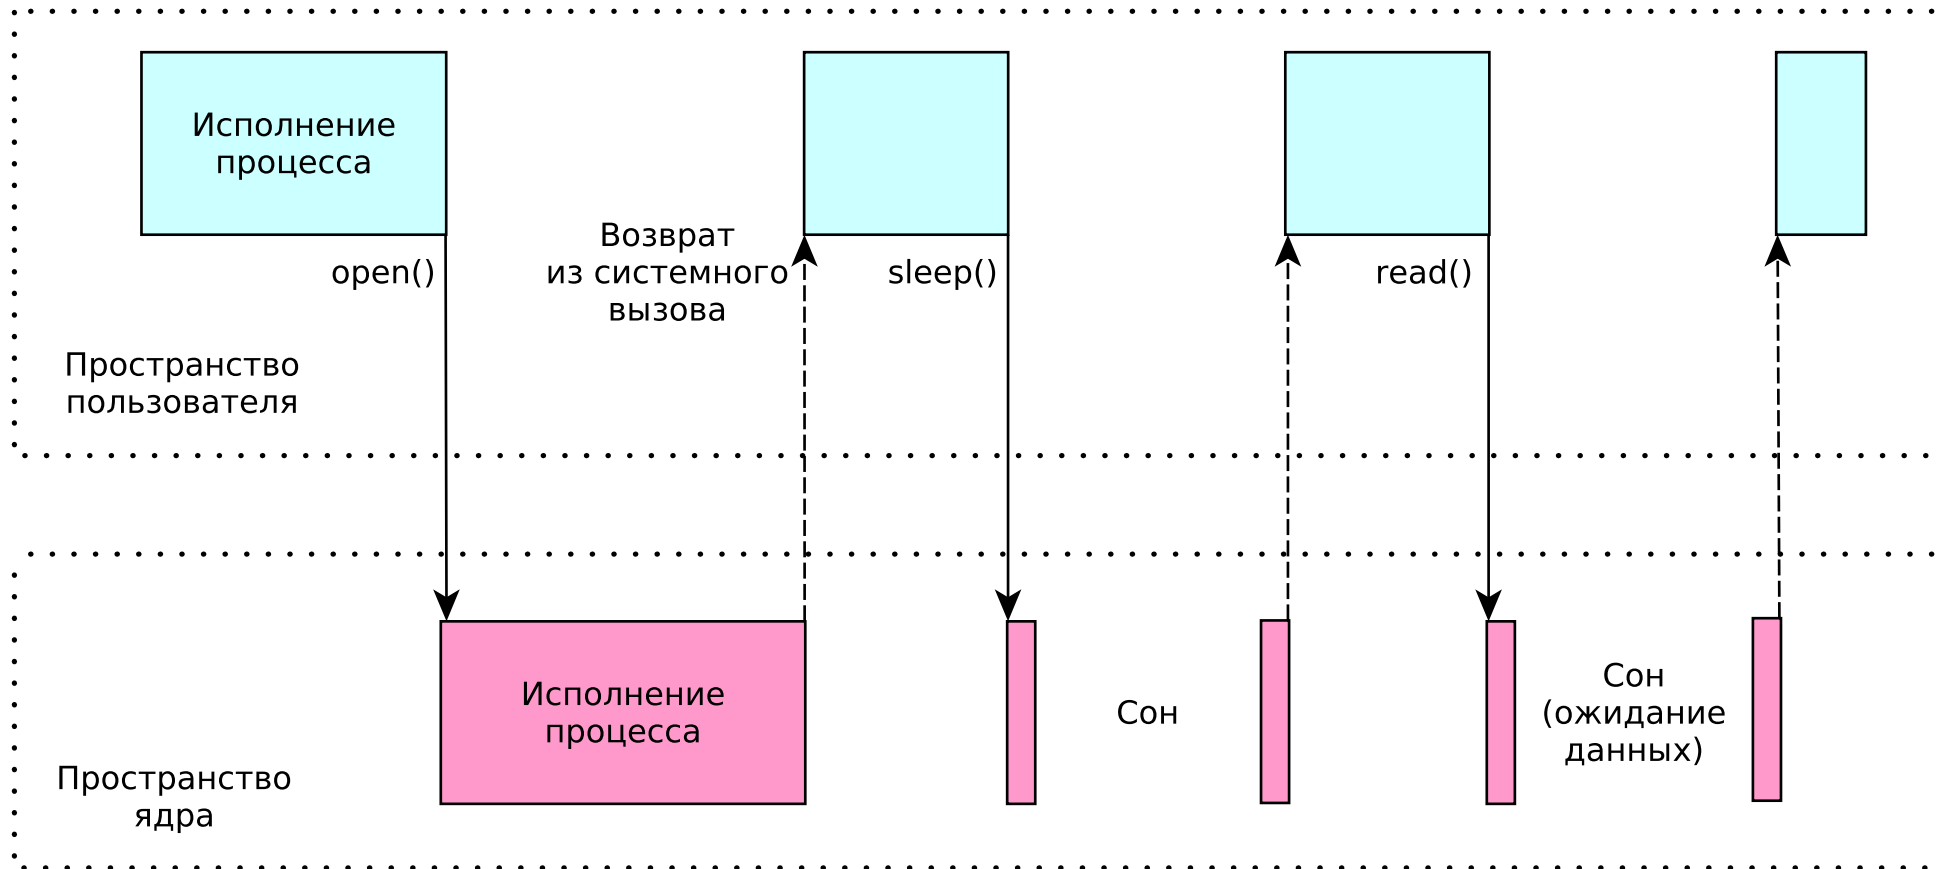 Исполнение
процесса
Возврат
из системного
вызова
open()
sleep()
read()
Пространство
пользователя
Исполнение
процесса
Сон
Сон
(ожидание
данных)
Пространство
ядра